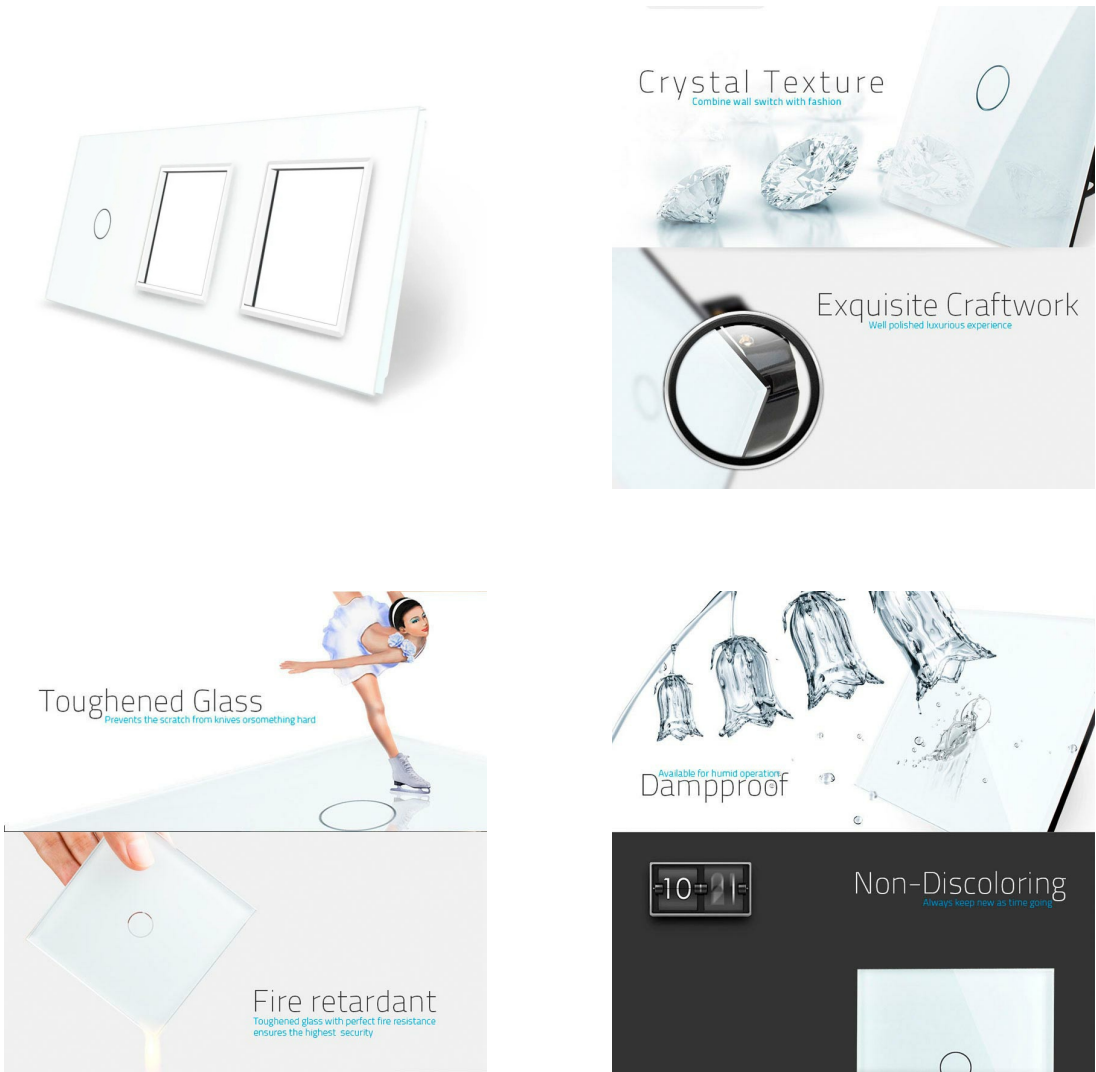 Crystal Texture
Combine wall switch with fashion
Exquisite Craftwork
Well polished luxurious experience
Toughened Glass
Prevents the scratch from knives orsomething hard
Fire retardant
Toughened glass with perfect fire resistance
ensures the highest security
Available for humid operation
Dampproof
10 21
Non-Discoloring
Always keep new as time going